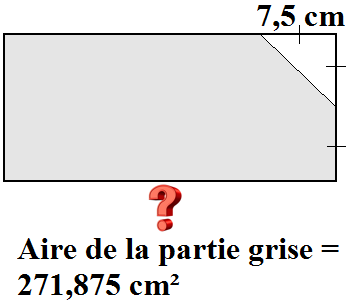 7,5 cm
?
Aire de la partie grise =
271,875 cm²